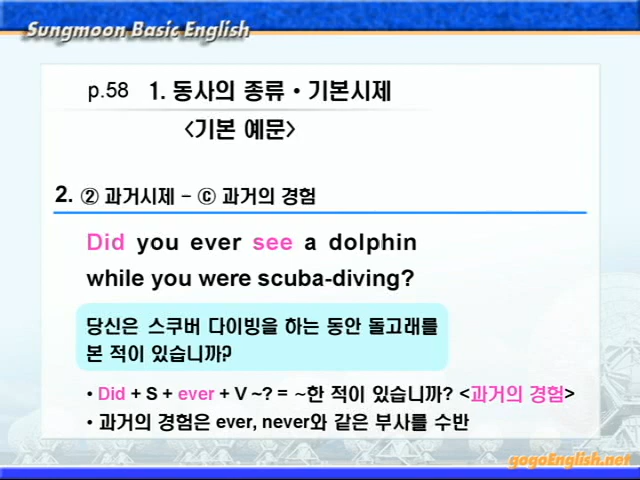 Sungmoon Basic English
p.58 1. 동사의 종류 • 기본시제
<기본 예문>
2. ② 과거시제 - ⓒ 과거의 경험
Did you ever see a dolphin
while you were scuba-diving?
당신은 스쿠버 다이빙을 하는 동안 돌고래를
본 적이 있습니까?
• Did + S + ever + V ~? = ~한 적이 있습니까? <과거의 경험>
• 과거의 경험은 ever, never와 같은 부사를 수반
gogoEnglish.net